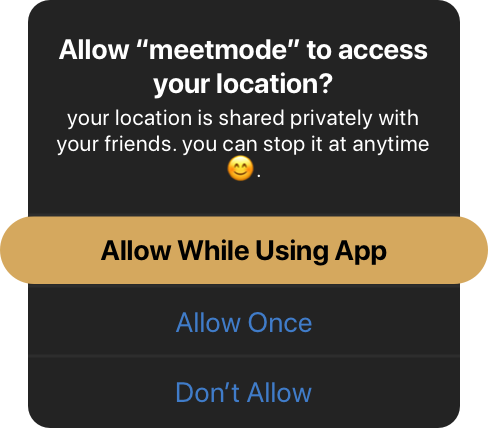 Allow “meetmode” to access
your location?
your location is shared privately with
your friends. you can stop it at anytime
😊.
Allow While Using App
Allow Once
Don’t Allow